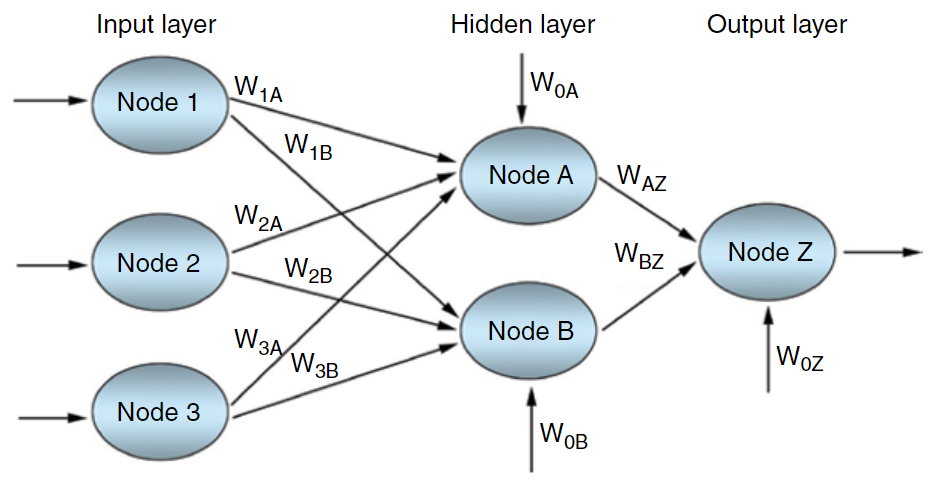 Input layer
Hidden layer
Output layer
Node 1
W1A
W1B
W0A
Node A
WAZ
W2A
Node 2
W2B
WBZ
Node Z
W3A
W3B
Node B
W0Z
Node 3
W0B